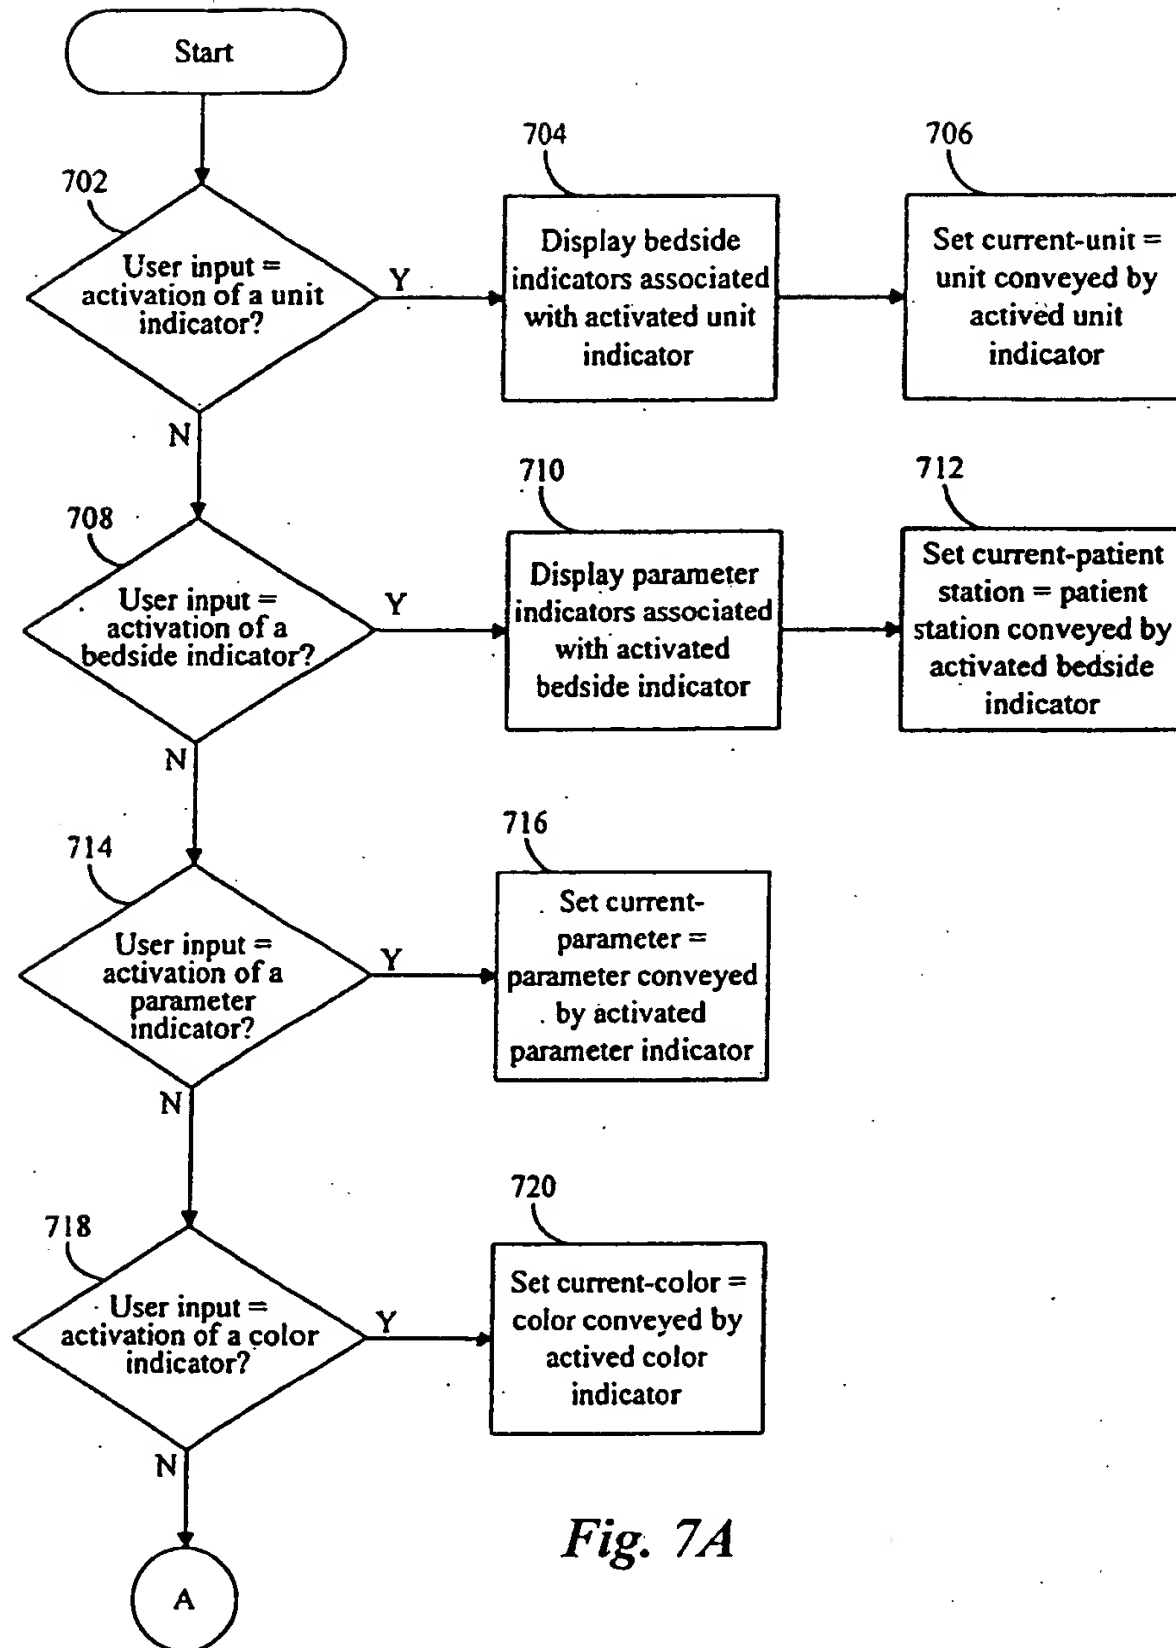 Start
702
User input =
activation of a unit
indicator?
Y
704
Display bedside
indicators associated
with activated unit
indicator
706
Set current-unit =
unit conveyed by
actived unit
indicator
N
708
User input =
activation of a
bedside indicator?
Y
710
Display parameter
indicators associated
with activated
bedside indicator
712
Set current-patient
station = patient
station conveyed by
activated bedside
indicator
N
714
User input =
activation of a
parameter
indicator?
Y
716
Set current-
parameter =
parameter conveyed
by activated
parameter indicator
N
718
User input =
activation of a color
indicator?
Y
720
Set current-color =
color conveyed by
actived color
indicator
N
A
Fig. 7A